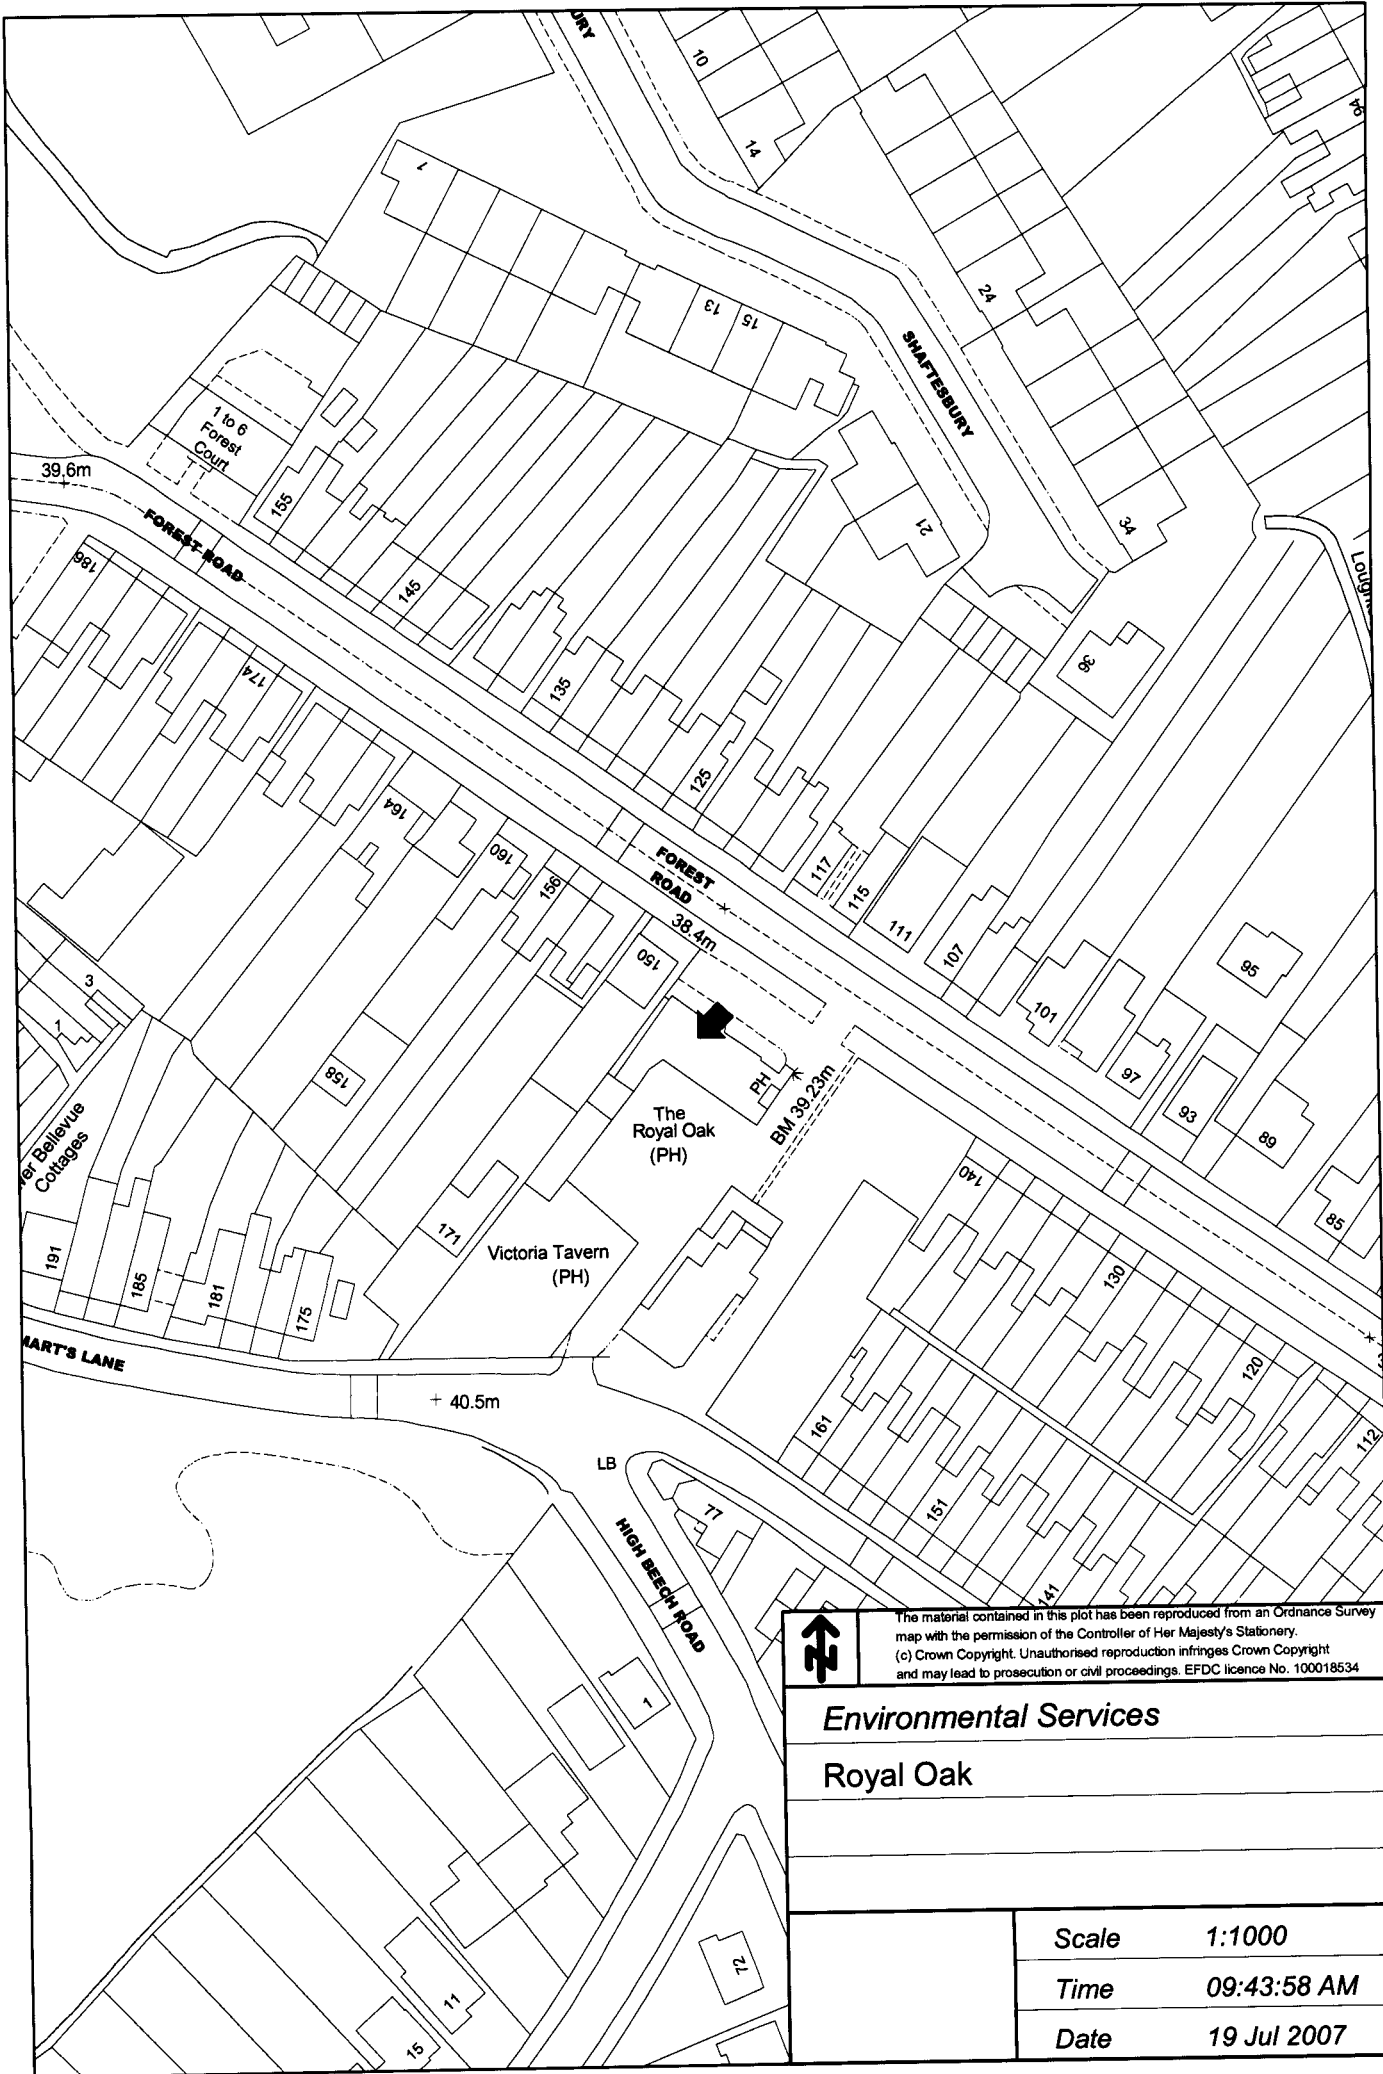 10
14
94
7
13
15
24
SHAFTESBURY
1 to 6
Forest
Court
39.6m
155
FOREST ROAD
186
145
21
34
174
135
36
125
164
160
156
FOREST
ROAD
38.4m
117
115
111
107
150
95
101
3
1
97
158
PH
BM 39.23m
The
Royal Oak
(PH)
93
89
Cottages
140
85
171
Victoria Tavern
(PH)
191
185
181
175
130
120
112
40.5m
161
LB
77
151
HIGH BEECH ROAD
141
1
72
11
15
N
The material contained in this plot has been reproduced from an Ordnance Survey
map with the permission of the Controller of Her Majesty's Stationery.
(c) Crown Copyright. Unauthorised reproduction infringes Crown Copyright
and may lead to prosecution or civil proceedings. EFDC licence No. 100018534
Environmental Services
Royal Oak
Scale 1:1000
Time 09:43:58 AM
Date 19 Jul 2007